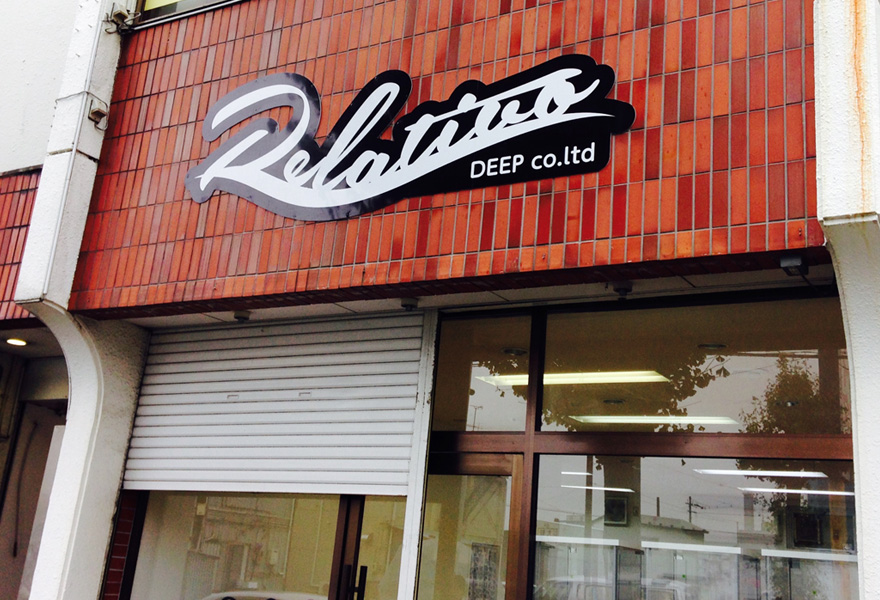 Relativo
DEEP co.ltd